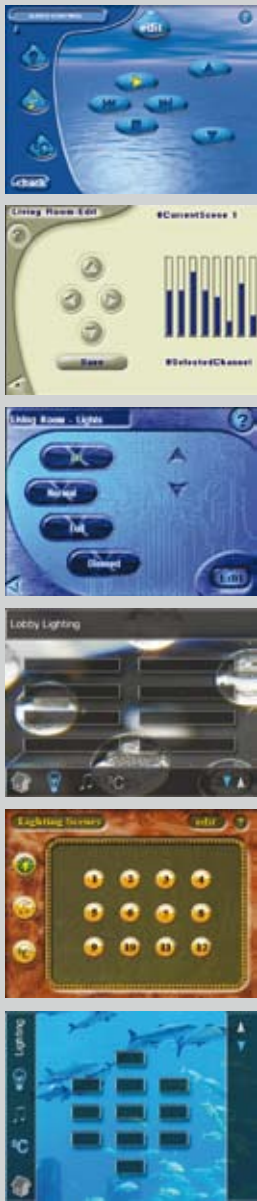 edit
?
back
Living Room Edit
#CurrentScene 1
?
Save
#SelectedChannel
Living Room - Lights
?
Normal
Full
Dimmed
Edit
Lobby Lighting
°C
Lighting Scenes
edit
?
1 2 3 4
5 6 7 8
9 10 11 12
°C
Lighting
°C